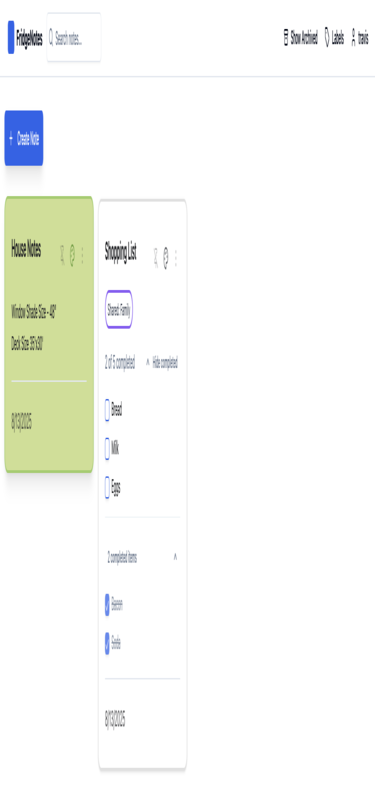 FridgeNotes
Search notes...
Show Archived
Labels
travis
+ Create Note
House Notes
Window Shade Size - 48"
Deck Size 35'x30'
8/13/2025
Shopping List
Shared: Family
2 of 5 completed
Hide completed
Bread
Milk
Eggs
2 completed items
Bacon
Soda
8/13/2025